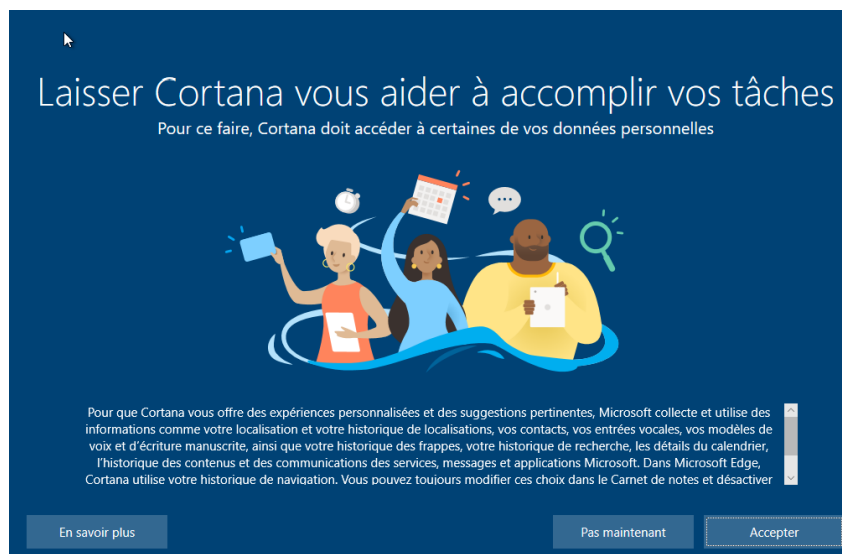 Laisser Cortana vous aider à accomplir vos tâches
Pour ce faire, Cortana doit accéder à certaines de vos données personnelles
Pour que Cortana vous offre des expériences personnalisées et des suggestions pertinentes, Microsoft collecte et utilise des
informations comme votre localisation et votre historique de localisations, vos contacts, vos entrées vocales, vos modèles de
voix et d'écriture manuscrite, ainsi que votre historique des frappes, votre historique de recherche, les détails du calendrier,
l'historique des contenus et des communications des services, messages et applications Microsoft. Dans Microsoft Edge,
Cortana utilise votre historique de navigation. Vous pouvez toujours modifier ces choix dans le Carnet de notes et désactiver
En savoir plus
Pas maintenant
Accepter